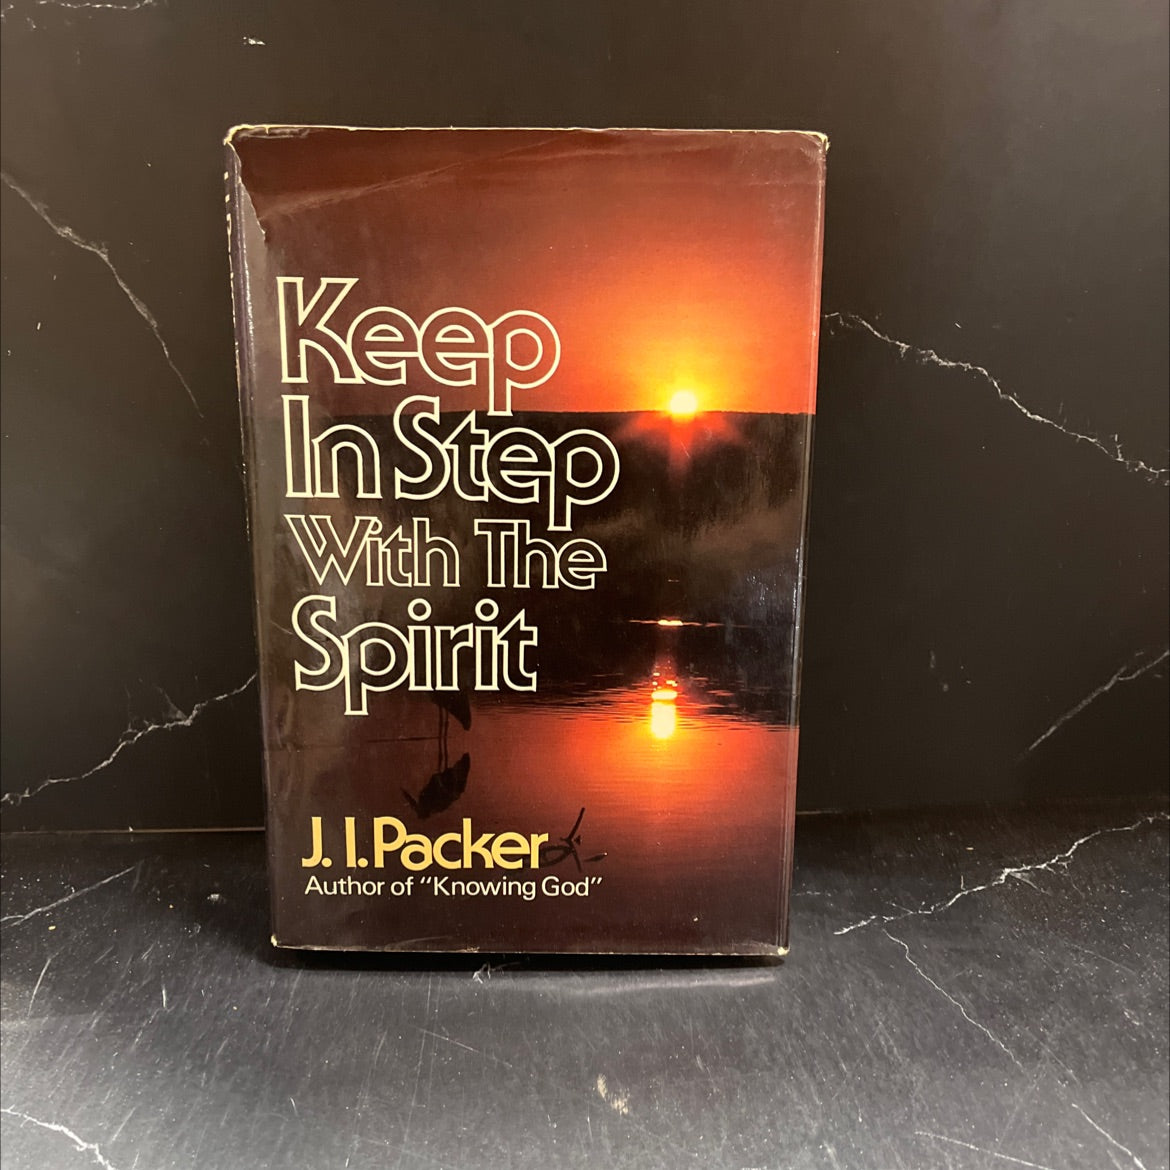 Keep
In Step
With The
Spirit
J. I. Packer
Author of "Knowing God"